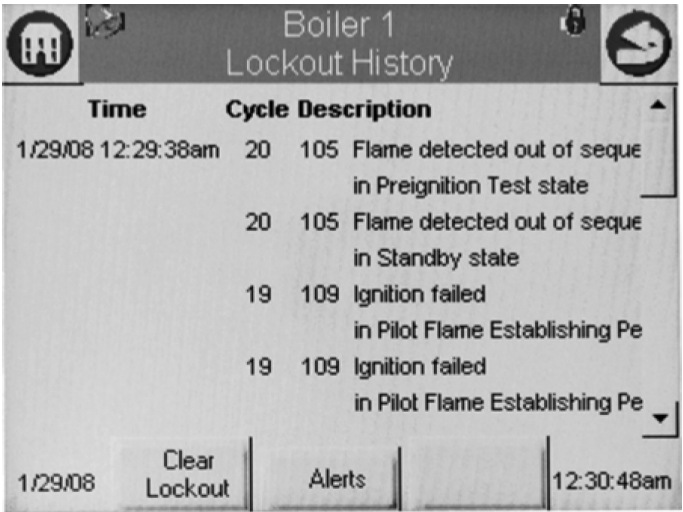 Boiler 1
Lockout History
Time Cycle Description
1/29/08 12:29:38am 20 105 Flame detected out of seque
in Preignition Test state
20 105 Flame detected out of seque
in Standby state
19 109 Ignition failed
in Pilot Flame Establishing Pe
19 109 Ignition failed
in Pilot Flame Establishing Pe
1/29/08 Clear Lockout Alerts 12:30:48am